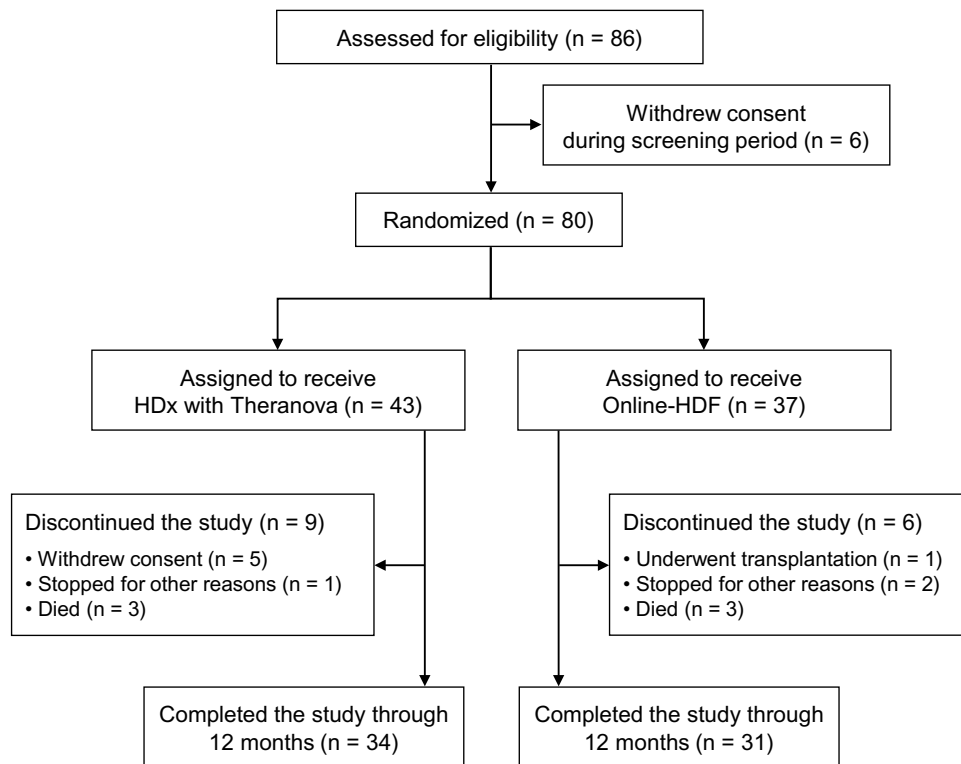 Assessed for eligibility (n = 86)
Withdrew consent
during screening period (n = 6)
Randomized (n = 80)
Assigned to receive
HDx with Theranova (n = 43)
Assigned to receive
Online-HDF (n = 37)
Discontinued the study (n = 9)
• Withdrew consent (n = 5)
• Stopped for other reasons (n = 1)
• Died (n = 3)
Discontinued the study (n = 6)
• Underwent transplantation (n = 1)
• Stopped for other reasons (n = 2)
• Died (n = 3)
Completed the study through
12 months (n = 34)
Completed the study through
12 months (n = 31)